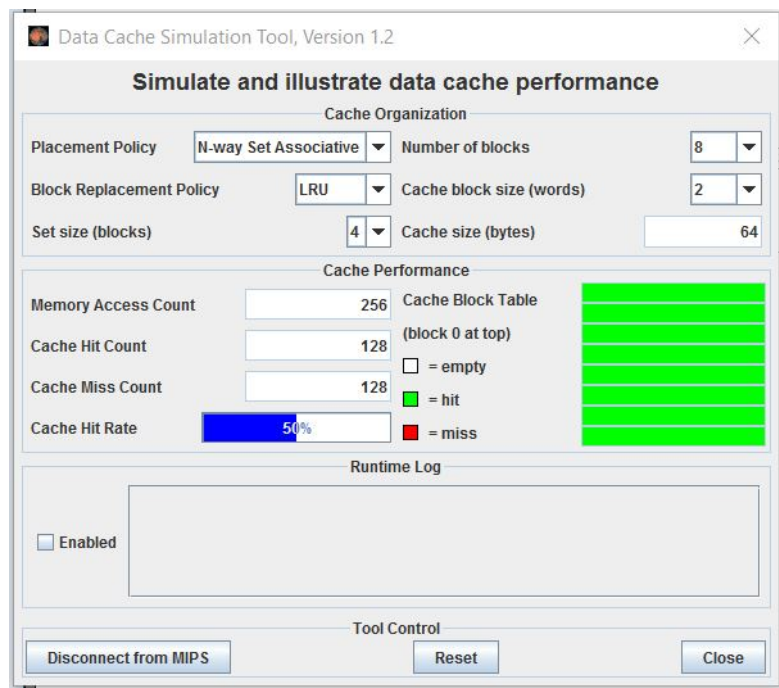 Data Cache Simulation Tool, Version 1.2
Simulate and illustrate data cache performance
Cache Organization
Placement Policy N-way Set Associative Number of blocks 8
Block Replacement Policy LRU Cache block size (words) 2
Set size (blocks) 4 Cache size (bytes) 64
Cache Performance
Memory Access Count 256 Cache Block Table
(block 0 at top)
Cache Hit Count 128
= empty
Cache Miss Count 128
= hit
Cache Hit Rate 50%
= miss
Runtime Log
Enabled
Tool Control
Disconnect from MIPS Reset Close